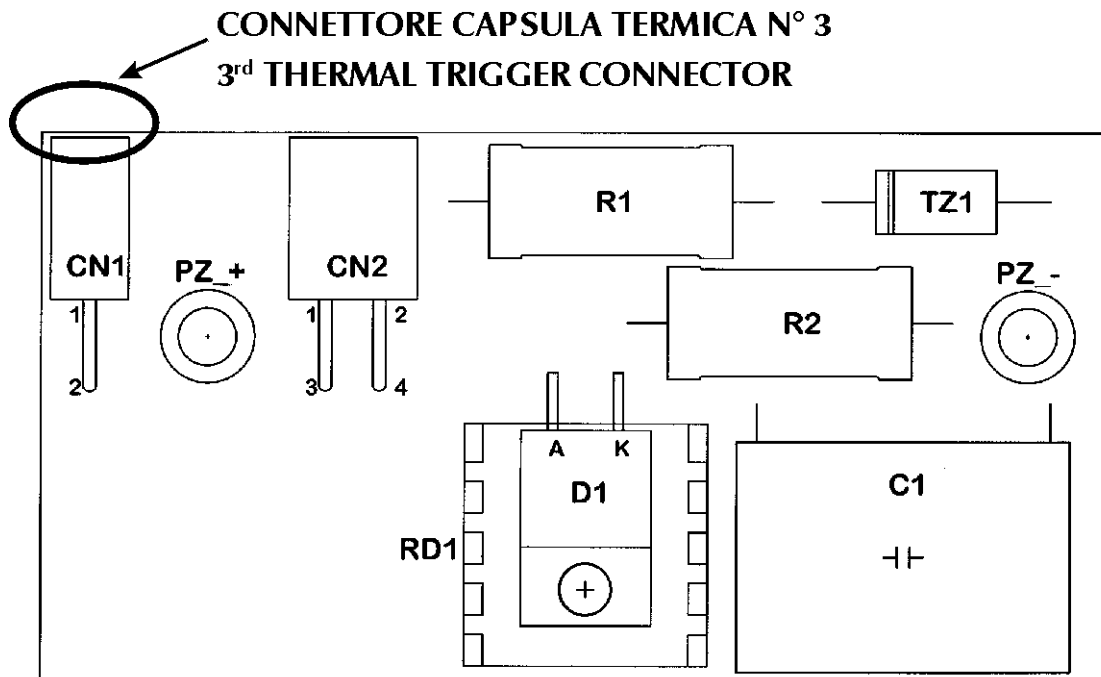 CONNETTORE CAPSULA TERMICA N° 3
3rd THERMAL TRIGGER CONNECTOR
R1
TZ1
CN1
PZ_+
CN2
PZ_-
1
1
2
R2
2
3
4
A
K
D1
C1
RD1